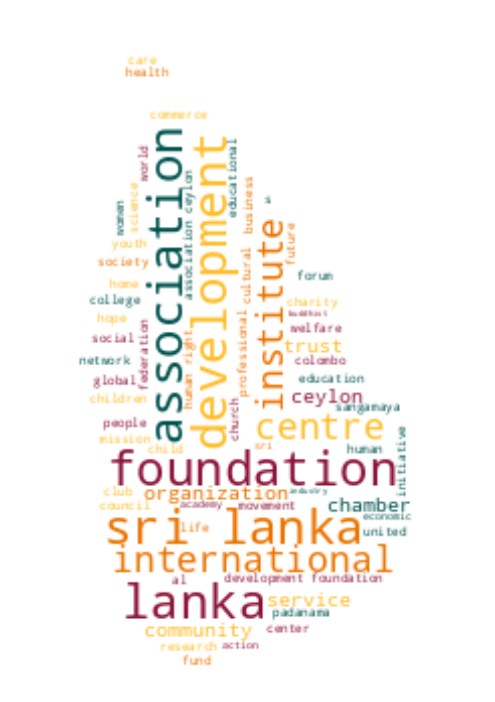 care
health
commerce
association
development
world
educational
association ceylon
science
women
business
s
institute
future
youth
society
cultural
forum
home
college
charity
buddhist
hope
social
welfare
federation
human right
professional
trust
network
colombo
global
education
children
ceylon
sangamaya
church
people
centre
mission
child
sri
human
initiative
foundation
club
organization
industry
council
academy
movement
chamber
economic
sri lanka
life
united
international
al
development foundation
lanka
service
padanama
community
center
research
action
fund